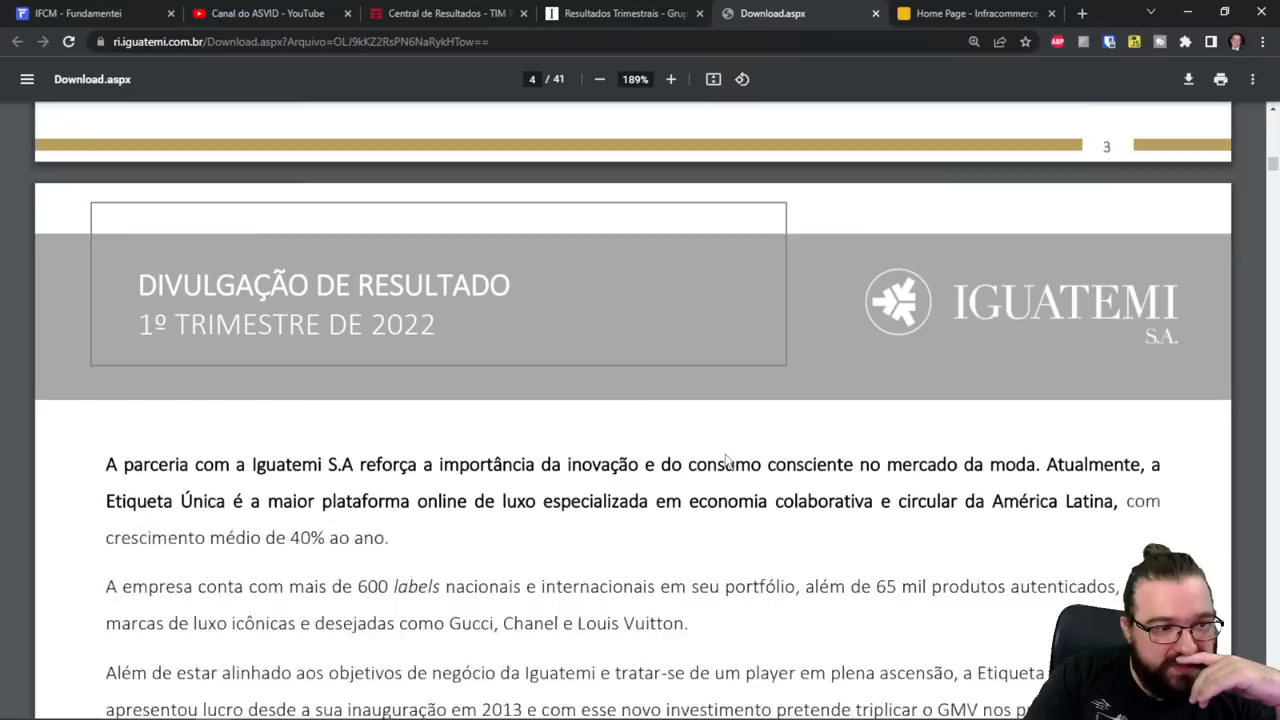 IFCM - Fundamentei
Canal do ASVID - YouTube
Central de Resultados - TIM
Resultados Trimestrais - Grup
Download.aspx
Home Page - Infracommerce
ri.iguatemi.com.br/Download.aspx?Arquivo=OLJ9kKZ2RsPN6NaRykHTow==
ABP
Download.aspx
4 / 41
189%
3
DIVULGAÇÃO DE RESULTADO
1º TRIMESTRE DE 2022
IGUATEMI
S.A.
A parceria com a Iguatemi S.A reforça a importância da inovação e do consumo consciente no mercado da moda. Atualmente, a
Etiqueta Única é a maior plataforma online de luxo especializada em economia colaborativa e circular da América Latina, com
crescimento médio de 40% ao ano.
A empresa conta com mais de 600 labels nacionais e internacionais em seu portfólio, além de 65 mil produtos autenticados,
marcas de luxo icônicas e desejadas como Gucci, Chanel e Louis Vuitton.
Além de estar alinhado aos objetivos de negócio da Iguatemi e tratar-se de um player em plena ascensão, a Etiqueta
apresentou lucro desde a sua inauguração em 2013 e com esse novo investimento pretende triplicar o GMV nos